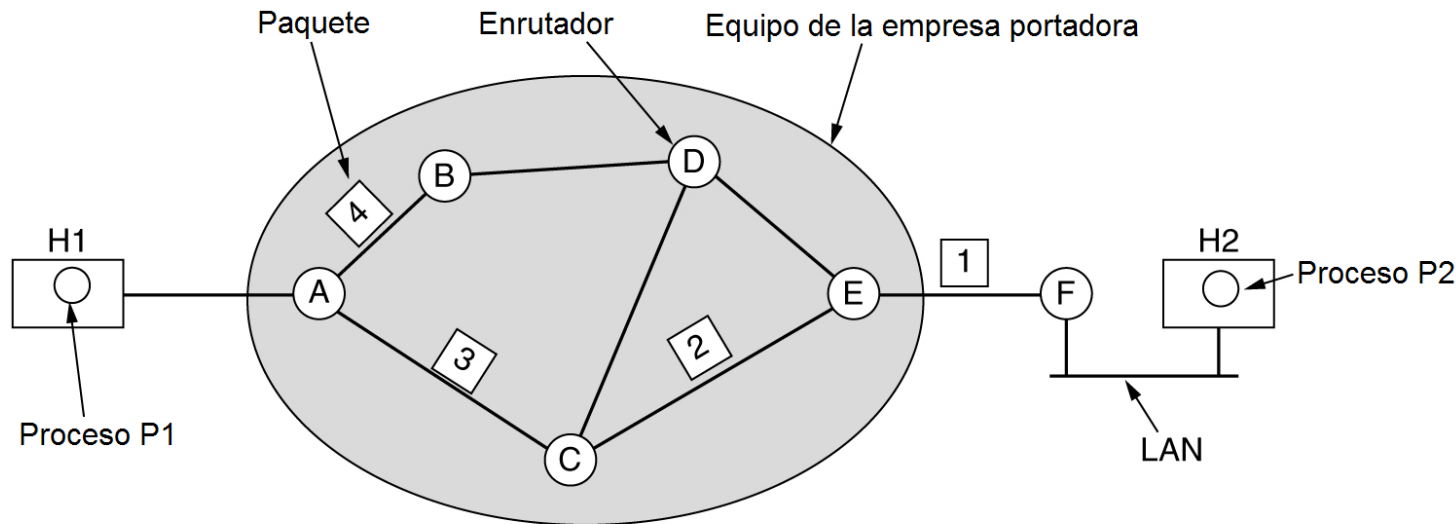 Paquete
Enrutador
Equipo de la empresa portadora
B
D
4
H1
1
H2
Proceso P2
A
E
F
3
2
Proceso P1
C
LAN